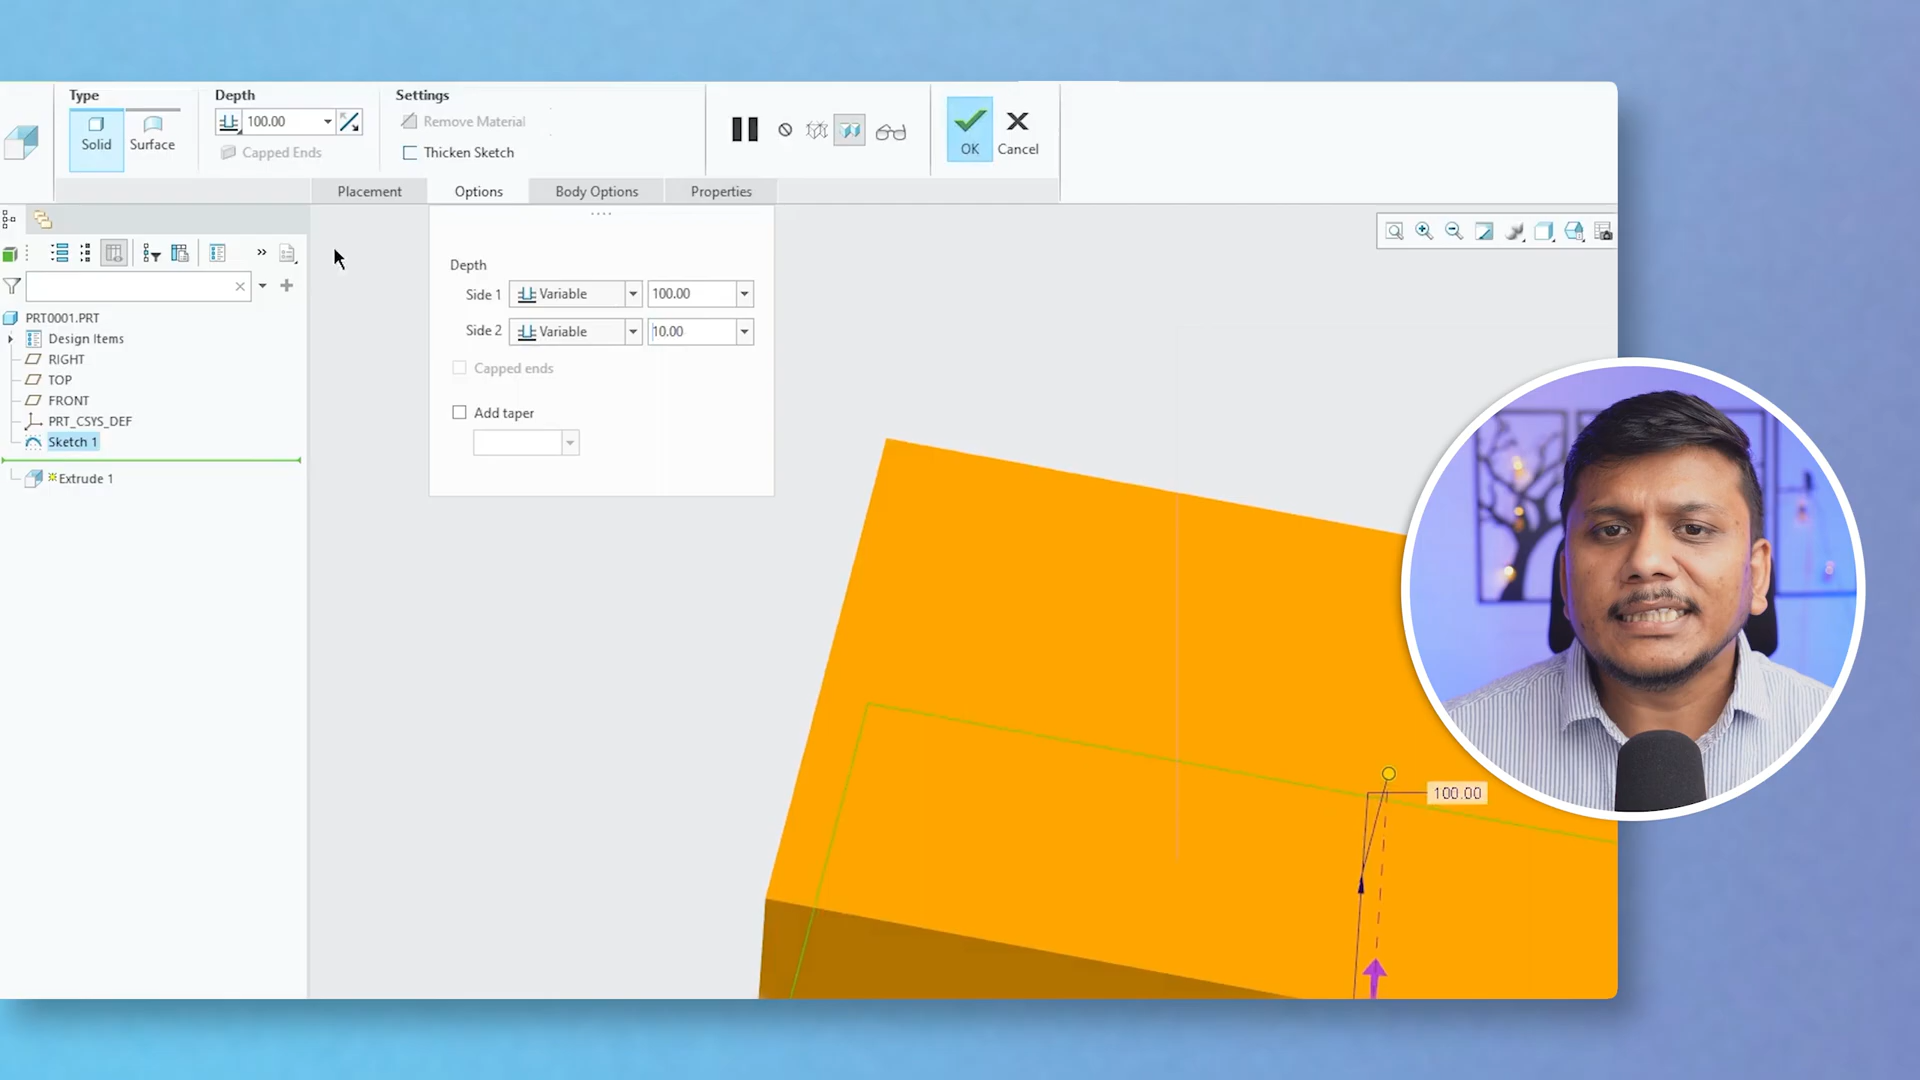 Type
Depth
Settings
100.00
Remove Material
Solid
Surface
Capped Ends
Thicken Sketch
OK
Cancel
Placement
Options
Body Options
Properties
Depth
Side 1
Variable
100.00
Side 2
Variable
10.00
Capped ends
Add taper
PRT0001.PRT
Design Items
RIGHT
TOP
FRONT
PRT_CSYS_DEF
Sketch 1
Extrude 1
100.00